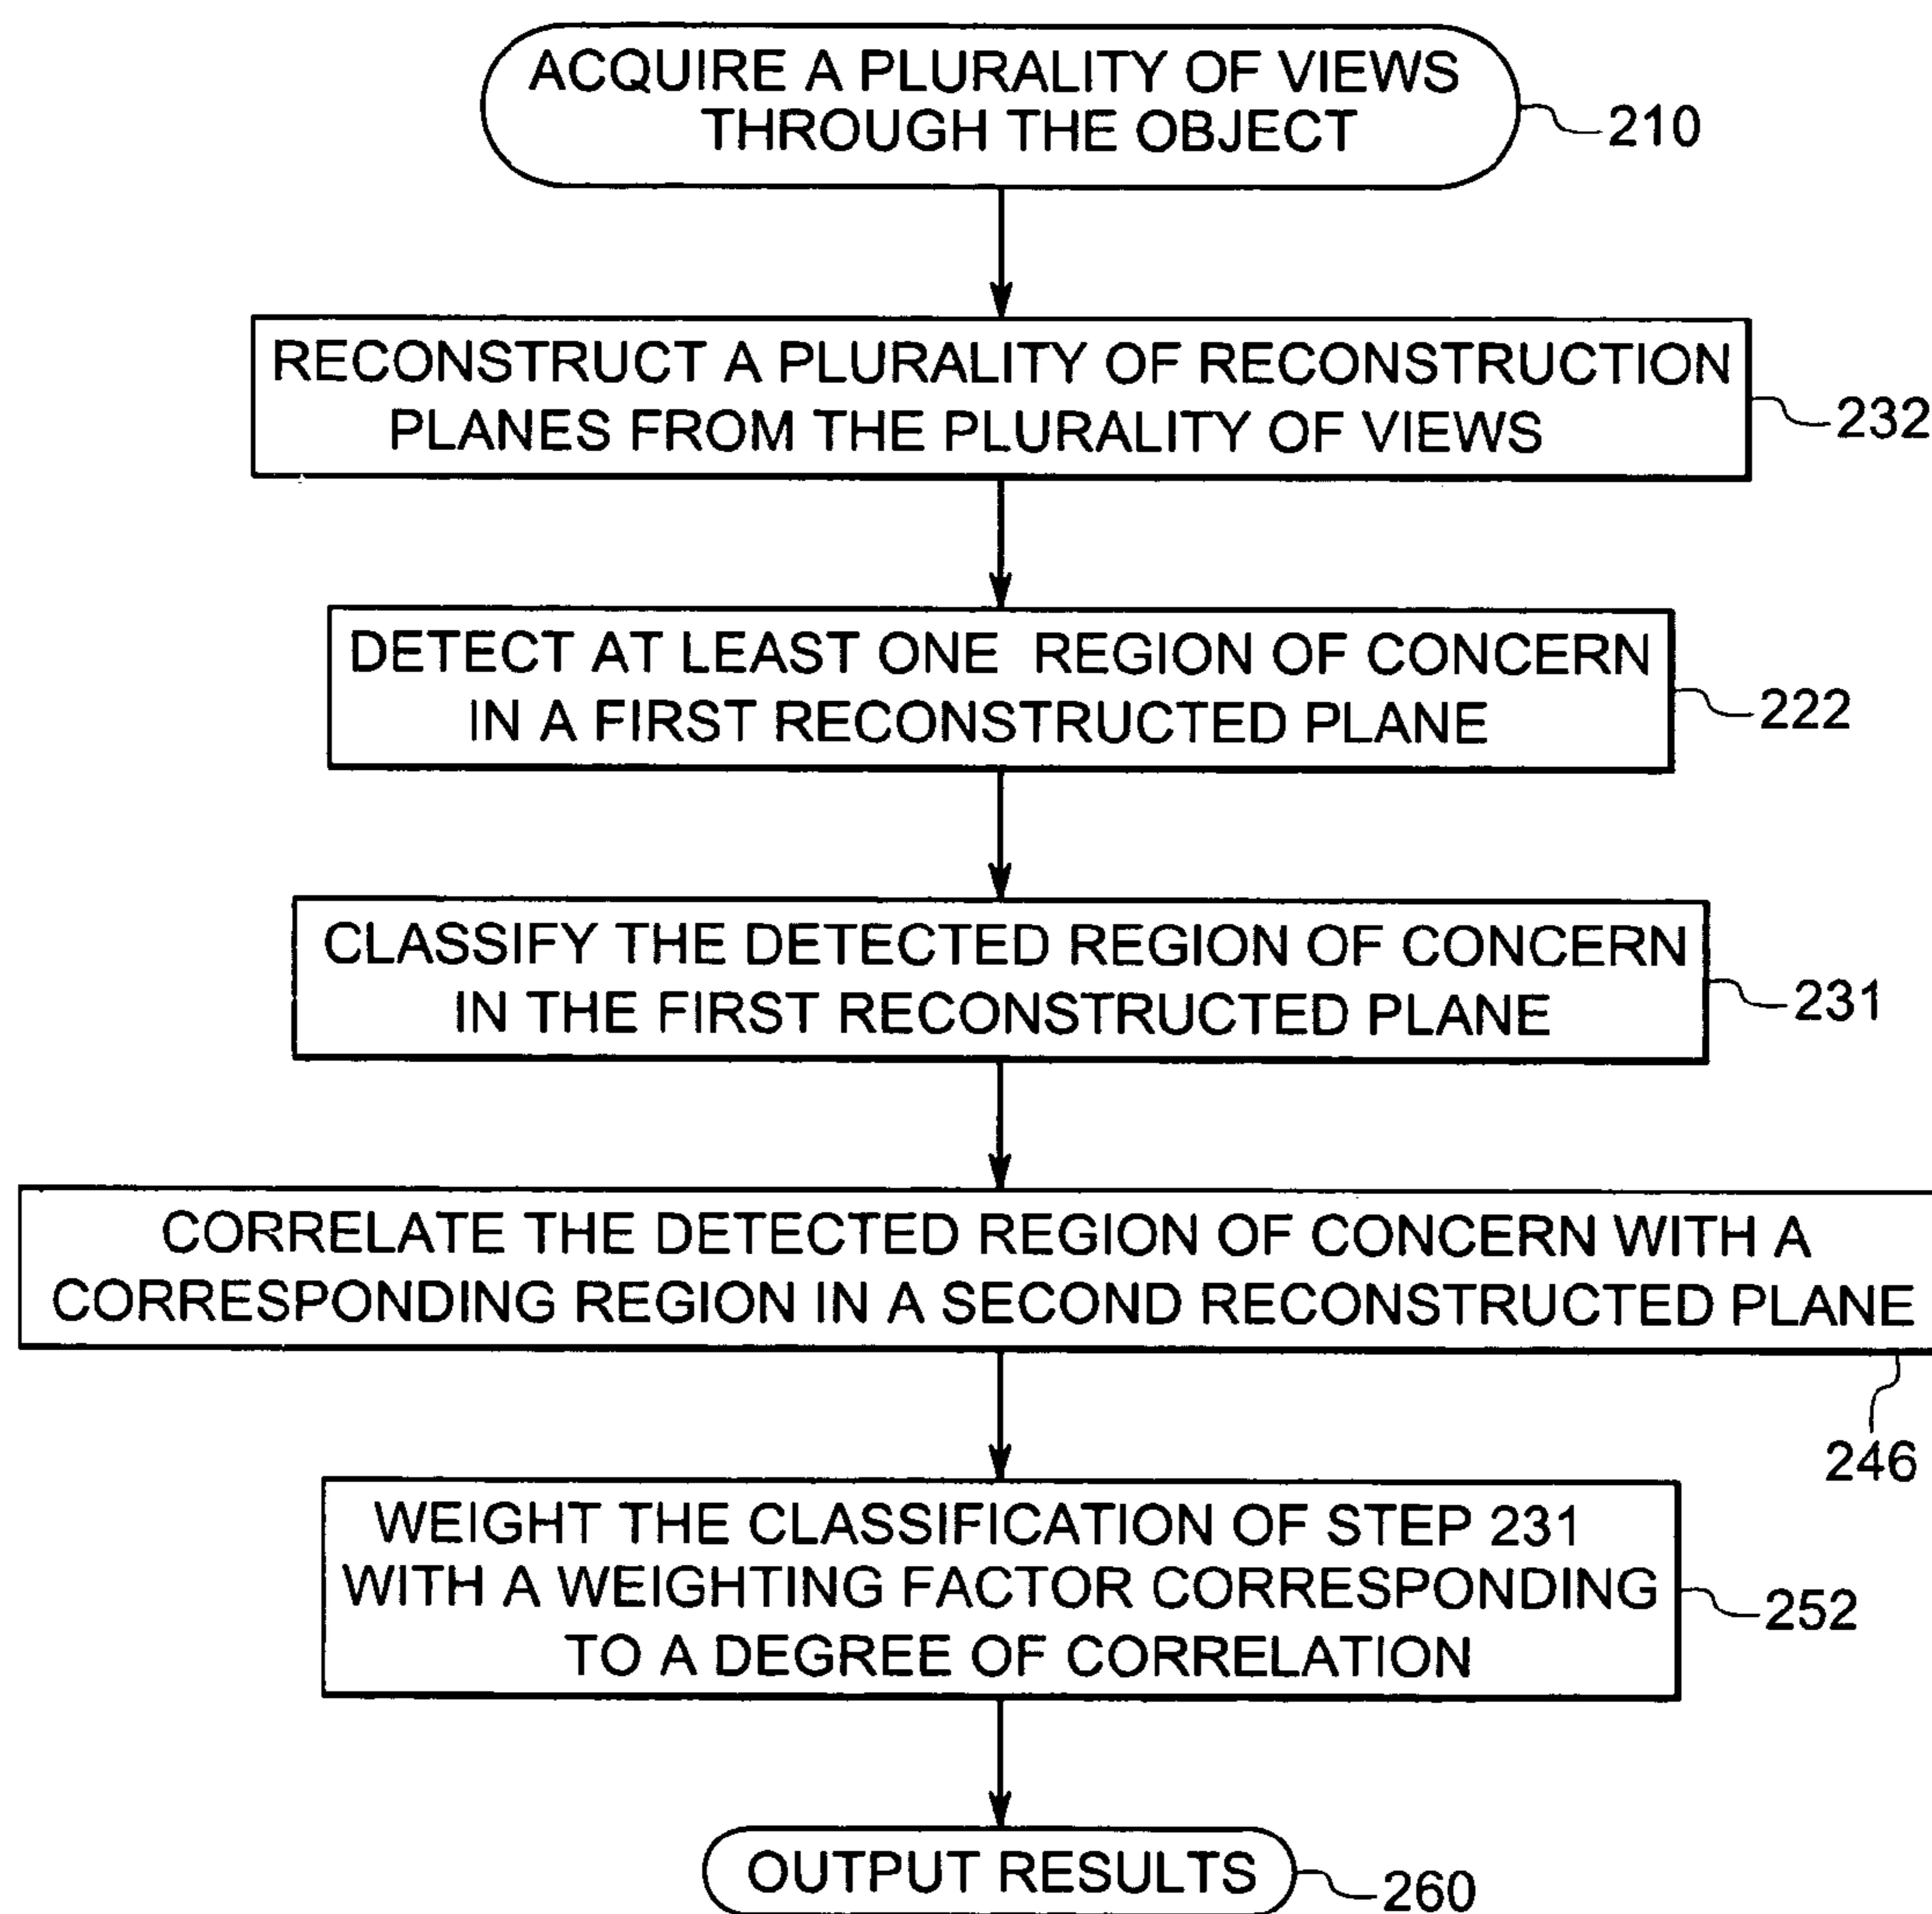 ACQUIRE A PLURALITY OF VIEWS
THROUGH THE OBJECT
210
RECONSTRUCT A PLURALITY OF RECONSTRUCTION
PLANES FROM THE PLURALITY OF VIEWS
232
DETECT AT LEAST ONE REGION OF CONCERN
IN A FIRST RECONSTRUCTED PLANE
222
CLASSIFY THE DETECTED REGION OF CONCERN
IN THE FIRST RECONSTRUCTED PLANE
231
CORRELATE THE DETECTED REGION OF CONCERN WITH A
CORRESPONDING REGION IN A SECOND RECONSTRUCTED PLANE
246
WEIGHT THE CLASSIFICATION OF STEP 231
WITH A WEIGHTING FACTOR CORRESPONDING
TO A DEGREE OF CORRELATION
252
OUTPUT RESULTS
260